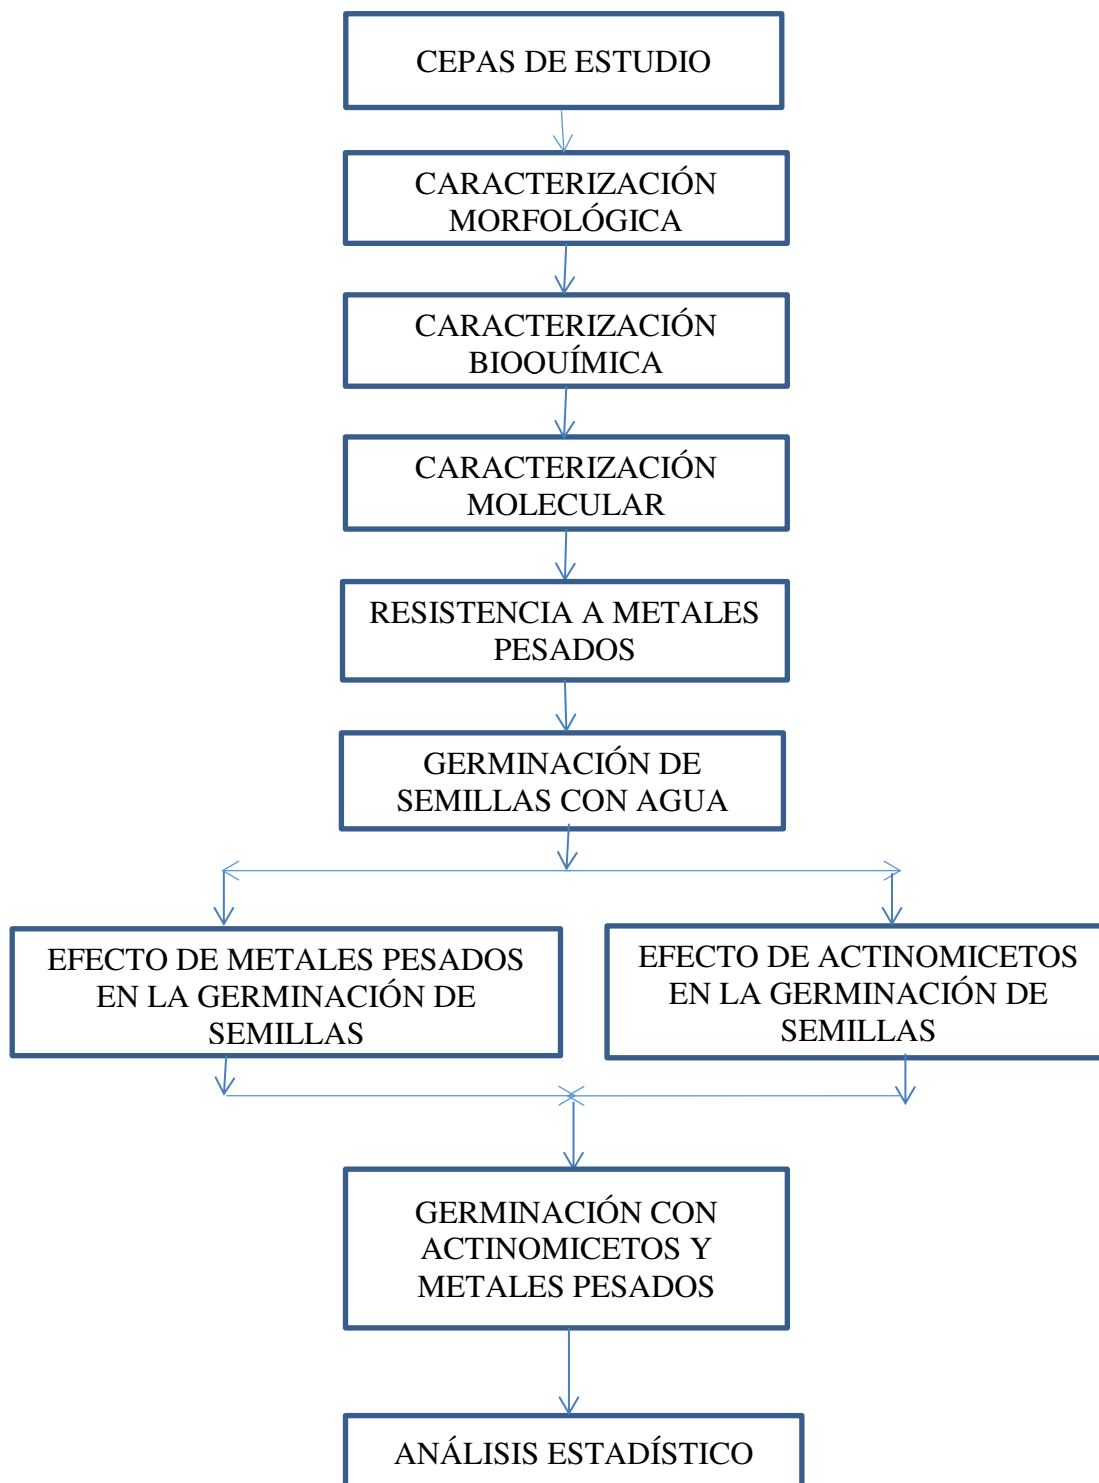 CEPAS DE ESTUDIO
CARACTERIZACIÓN
MORFOLÓGICA
CARACTERIZACIÓN
BIOQUÍMICA
CARACTERIZACIÓN
MOLECULAR
RESISTENCIA A METALES
PESADOS
GERMINACIÓN DE
SEMILLAS CON AGUA
EFECTO DE METALES PESADOS
EN LA GERMINACIÓN DE
SEMILLAS
EFECTO DE ACTINOMICETOS
EN LA GERMINACIÓN DE
SEMILLAS
GERMINACIÓN CON
ACTINOMICETOS Y
METALES PESADOS
ANÁLISIS ESTADÍSTICO